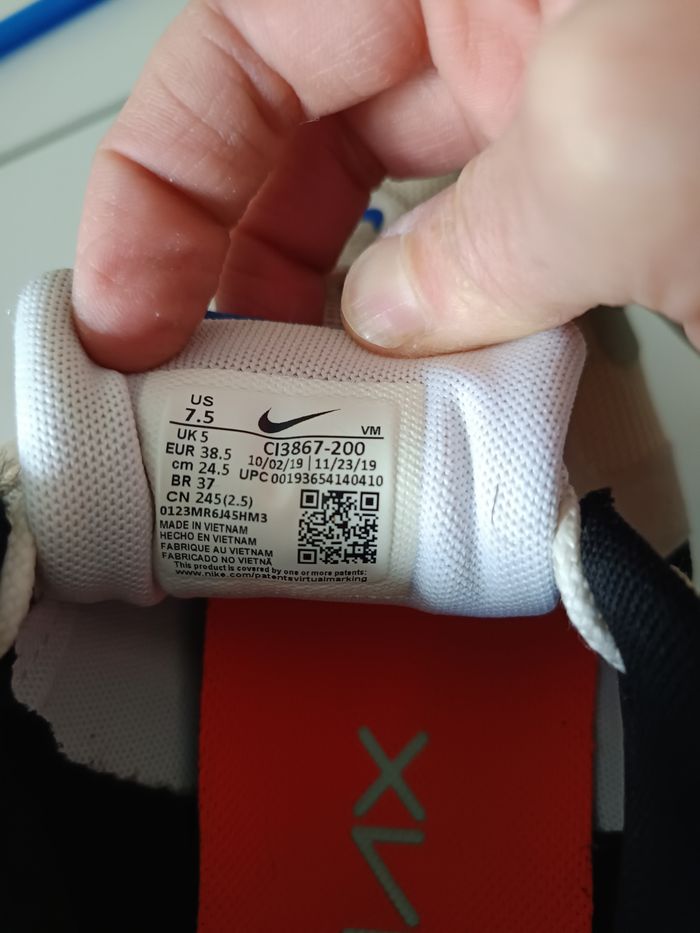 US
7.5
VM
UK 5
EUR 38.5
cm 24.5
BR 37
CN 245(2.5)
CI3867-200
10/02/19 | 11/23/19
UPC 00193654140410
0123MR6J45HM3
MADE IN VIETNAM
HECHO EN VIETNAM
FABRIQUE AU VIETNAM
FABRICADO NO VIETNÃ
This product is covered by one or more patents:
www.nike.com/patentsvirtualmarking
XV